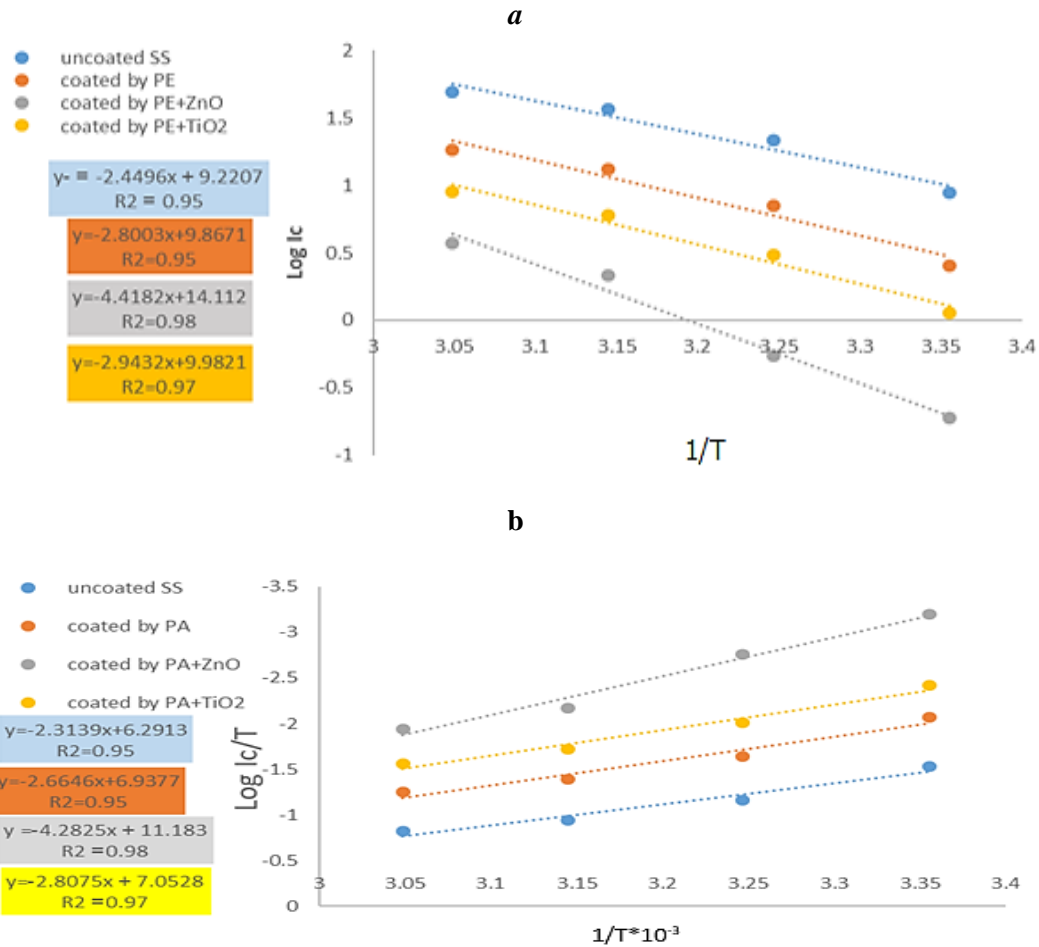 a
uncoated SS
coated by PE
coated by PE+ZnO
coated by PE+TiO2
y- = -2.4496x + 9.2207
R2 = 0.95
y=-2.8003x+9.8671
R2=0.95
y=-4.4182x+14.112
R2=0.98
y=-2.9432x+9.9821
R2=0.97
Log Ic
2
1.5
1
0.5
0
-0.5
-1
3 3.05 3.1 3.15 3.2 3.25 3.3 3.35 3.4
1/T
b
uncoated SS
coated by PA
coated by PA+ZnO
coated by PA+TiO2
y=-2.3139x+6.2913
R2=0.95
y=-2.6646x+6.9377
R2=0.95
y =-4.2825x + 11.183
R2 =0.98
y=-2.8075x + 7.0528
R2 =0.97
Log Ic/T
-3.5
-3
-2.5
-2
-1.5
-1
-0.5
0
3 3.05 3.1 3.15 3.2 3.25 3.3 3.35 3.4
1/T*10-3